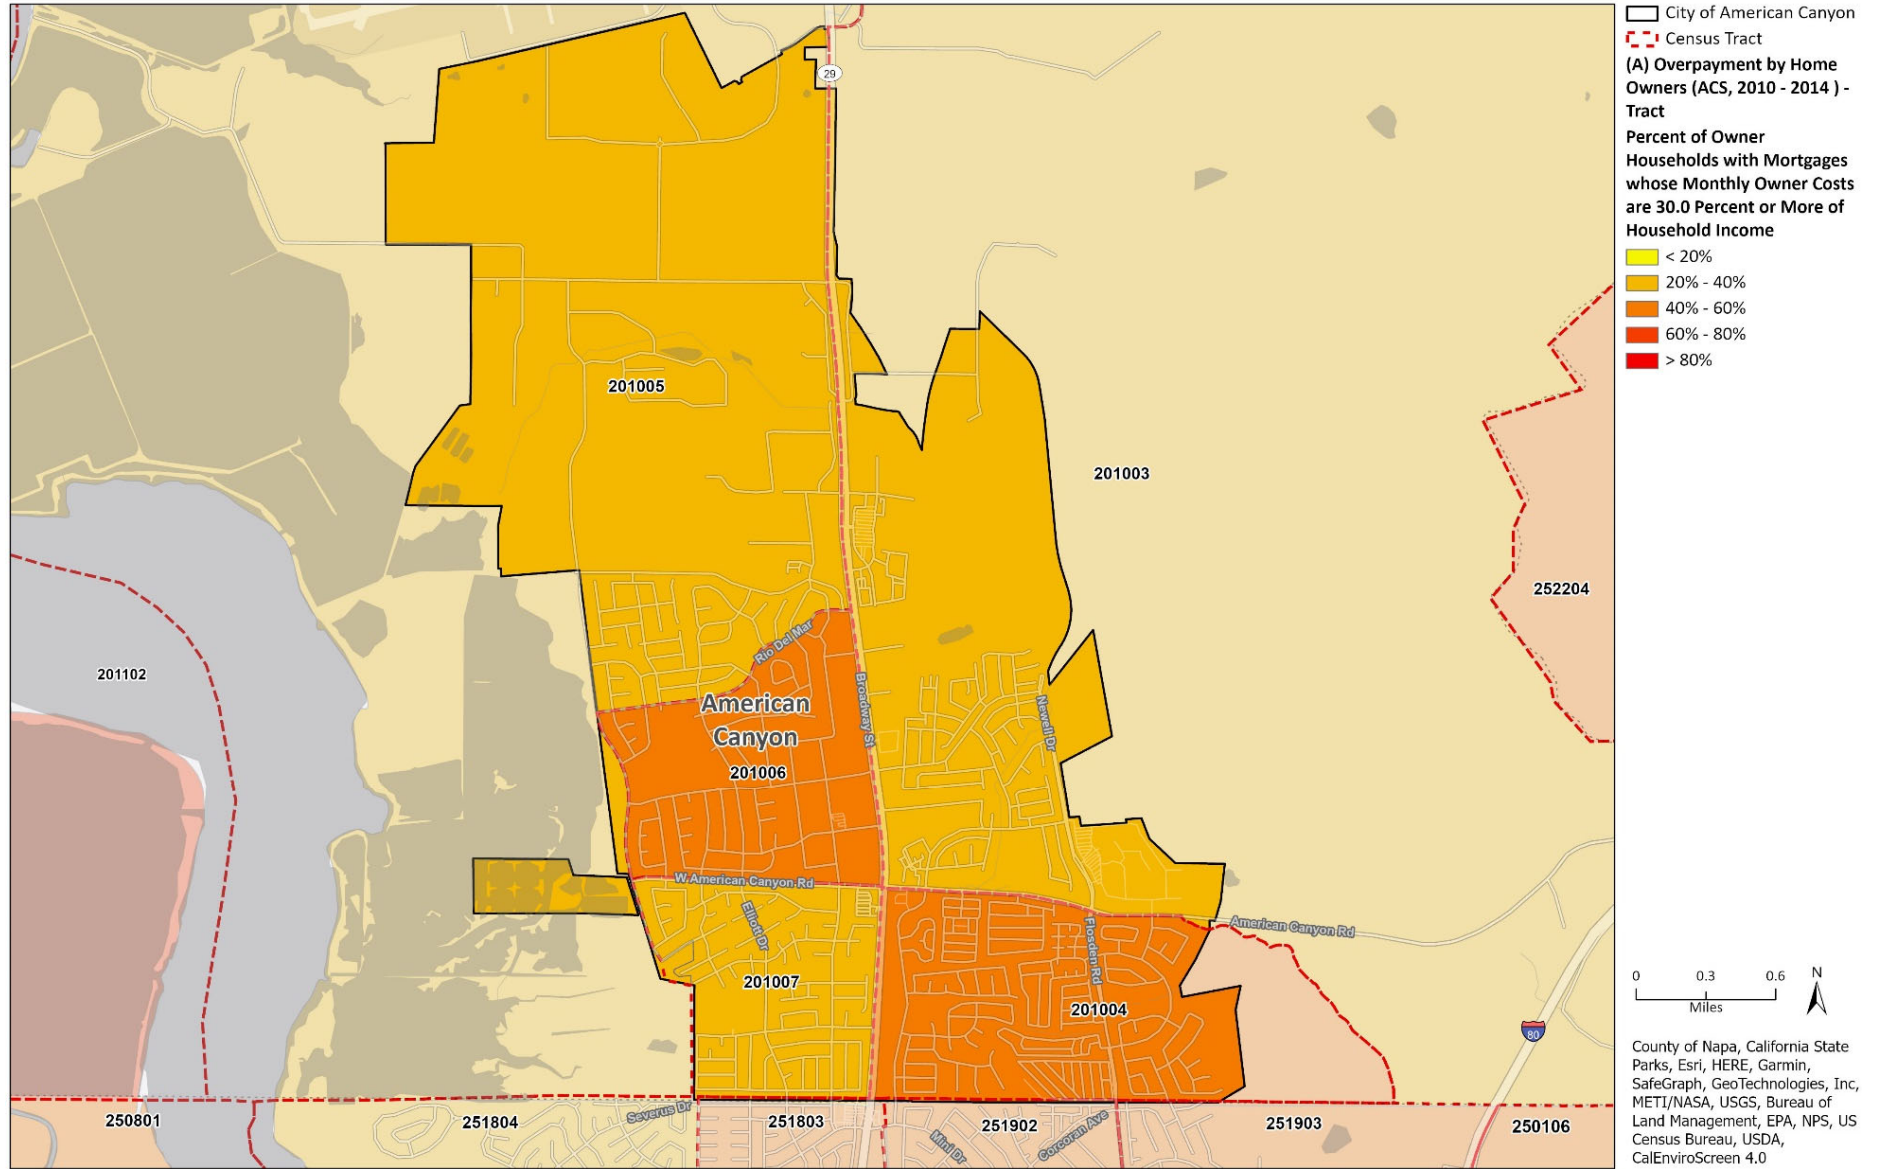 City of American Canyon
Census Tract
(A) Overpayment by Home
Owners (ACS, 2010 - 2014 ) -
Tract
Percent of Owner
Households with Mortgages
whose Monthly Owner Costs
are 30.0 Percent or More of
Household Income
< 20%
20% - 40%
40% - 60%
60% - 80%
> 80%
29
201005
201003
252204
Rio Del Mar
201102
American
Canyon
Broadway St
Newell Dr
201006
W American Canyon Rd
Elliott Dr
American Canyon Rd
Flosden Rd
201007
201004
80
250801
251804
Severus Dr
251803
Mini Dr
251902
Corcoran Ave
251903
250106
0 0.3 0.6
Miles
N
County of Napa, California State
Parks, Esri, HERE, Garmin,
SafeGraph, GeoTechnologies, Inc,
METI/NASA, USGS, Bureau of
Land Management, EPA, NPS, US
Census Bureau, USDA,
CalEnviroScreen 4.0